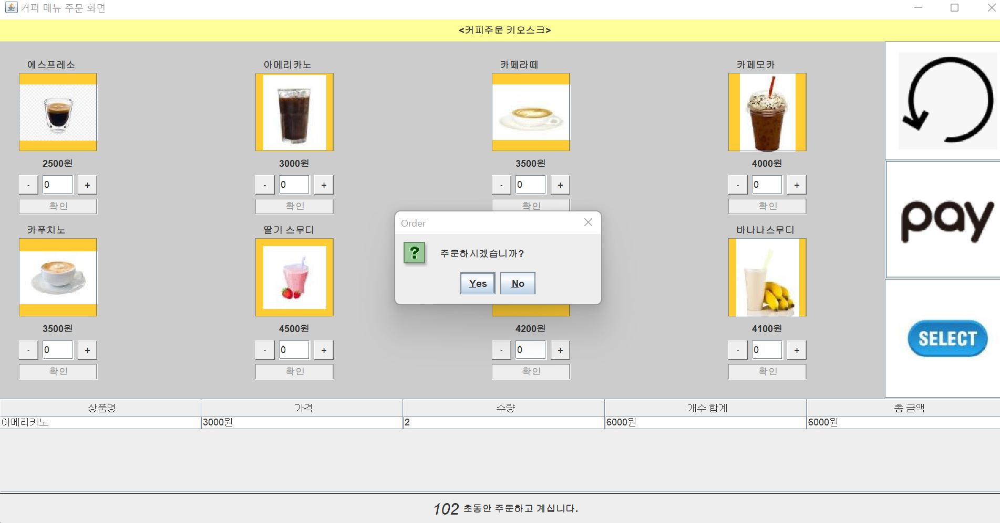 커피 메뉴 주문 화면
<커피주문 키오스크>
에스프레소
아메리카노
카페라떼
카페모카
2500원
3000원
3500원
4000원
- 0 +
- 0 +
- 0 +
- 0 +
확인
확인
확인
확인
카푸치노
딸기 스무디
바나나스무디
3500원
4500원
4200원
4100원
- 0 +
- 0 +
- 0 +
- 0 +
확인
확인
확인
확인
pay
SELECT
Order
?
주문하시겠습니까?
Yes No
상품명 가격 수량 개수 합계 총 금액
아메리카노 3000원 2 6000원 6000원
102 초동안 주문하고 계십니다.